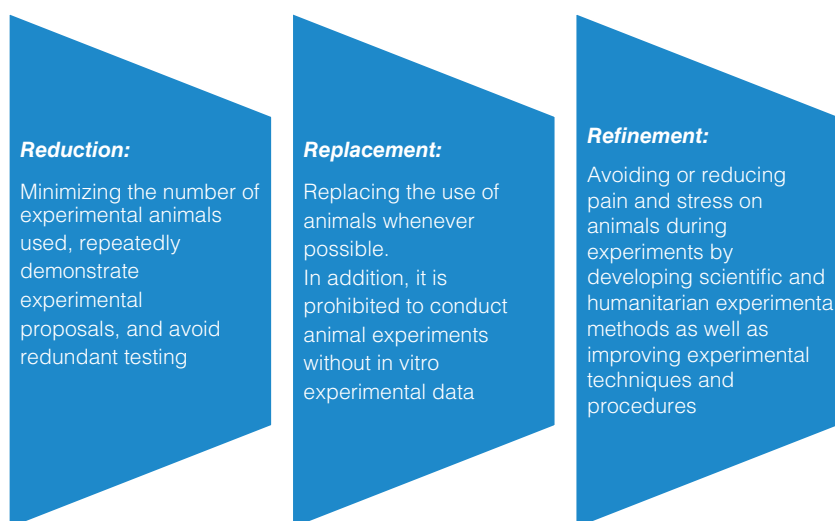 Reduction:
Minimizing the number of
experimental animals
used, repeatedly
demonstrate
experimental
proposals, and avoid
redundant testing
Replacement:
Replacing the use of
animals whenever
possible.
In addition, it is
prohibited to conduct
animal experiments
without in vitro
experimental data
Refinement:
Avoiding or reducing
pain and stress on
animals during
experiments by
developing scientific and
humanitarian experimenta
methods as well as
improving experimental
techniques and
procedures